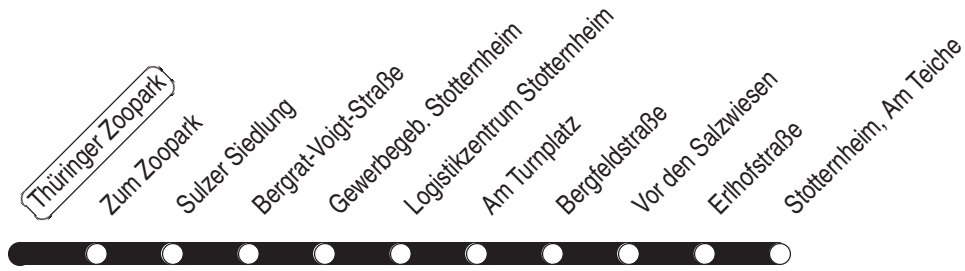 Thüringer Zoopark
Zum Zoopark
Sulzer Siedlung
Bergrat-Voigt-Straße
Gewerbegeb. Stotternheim
Logistikzentrum Stotternheim
Am Turnplatz
Bergfeldstraße
Vor den Salzwiesen
Erlhofstraße
Stotternheim, Am Teiche